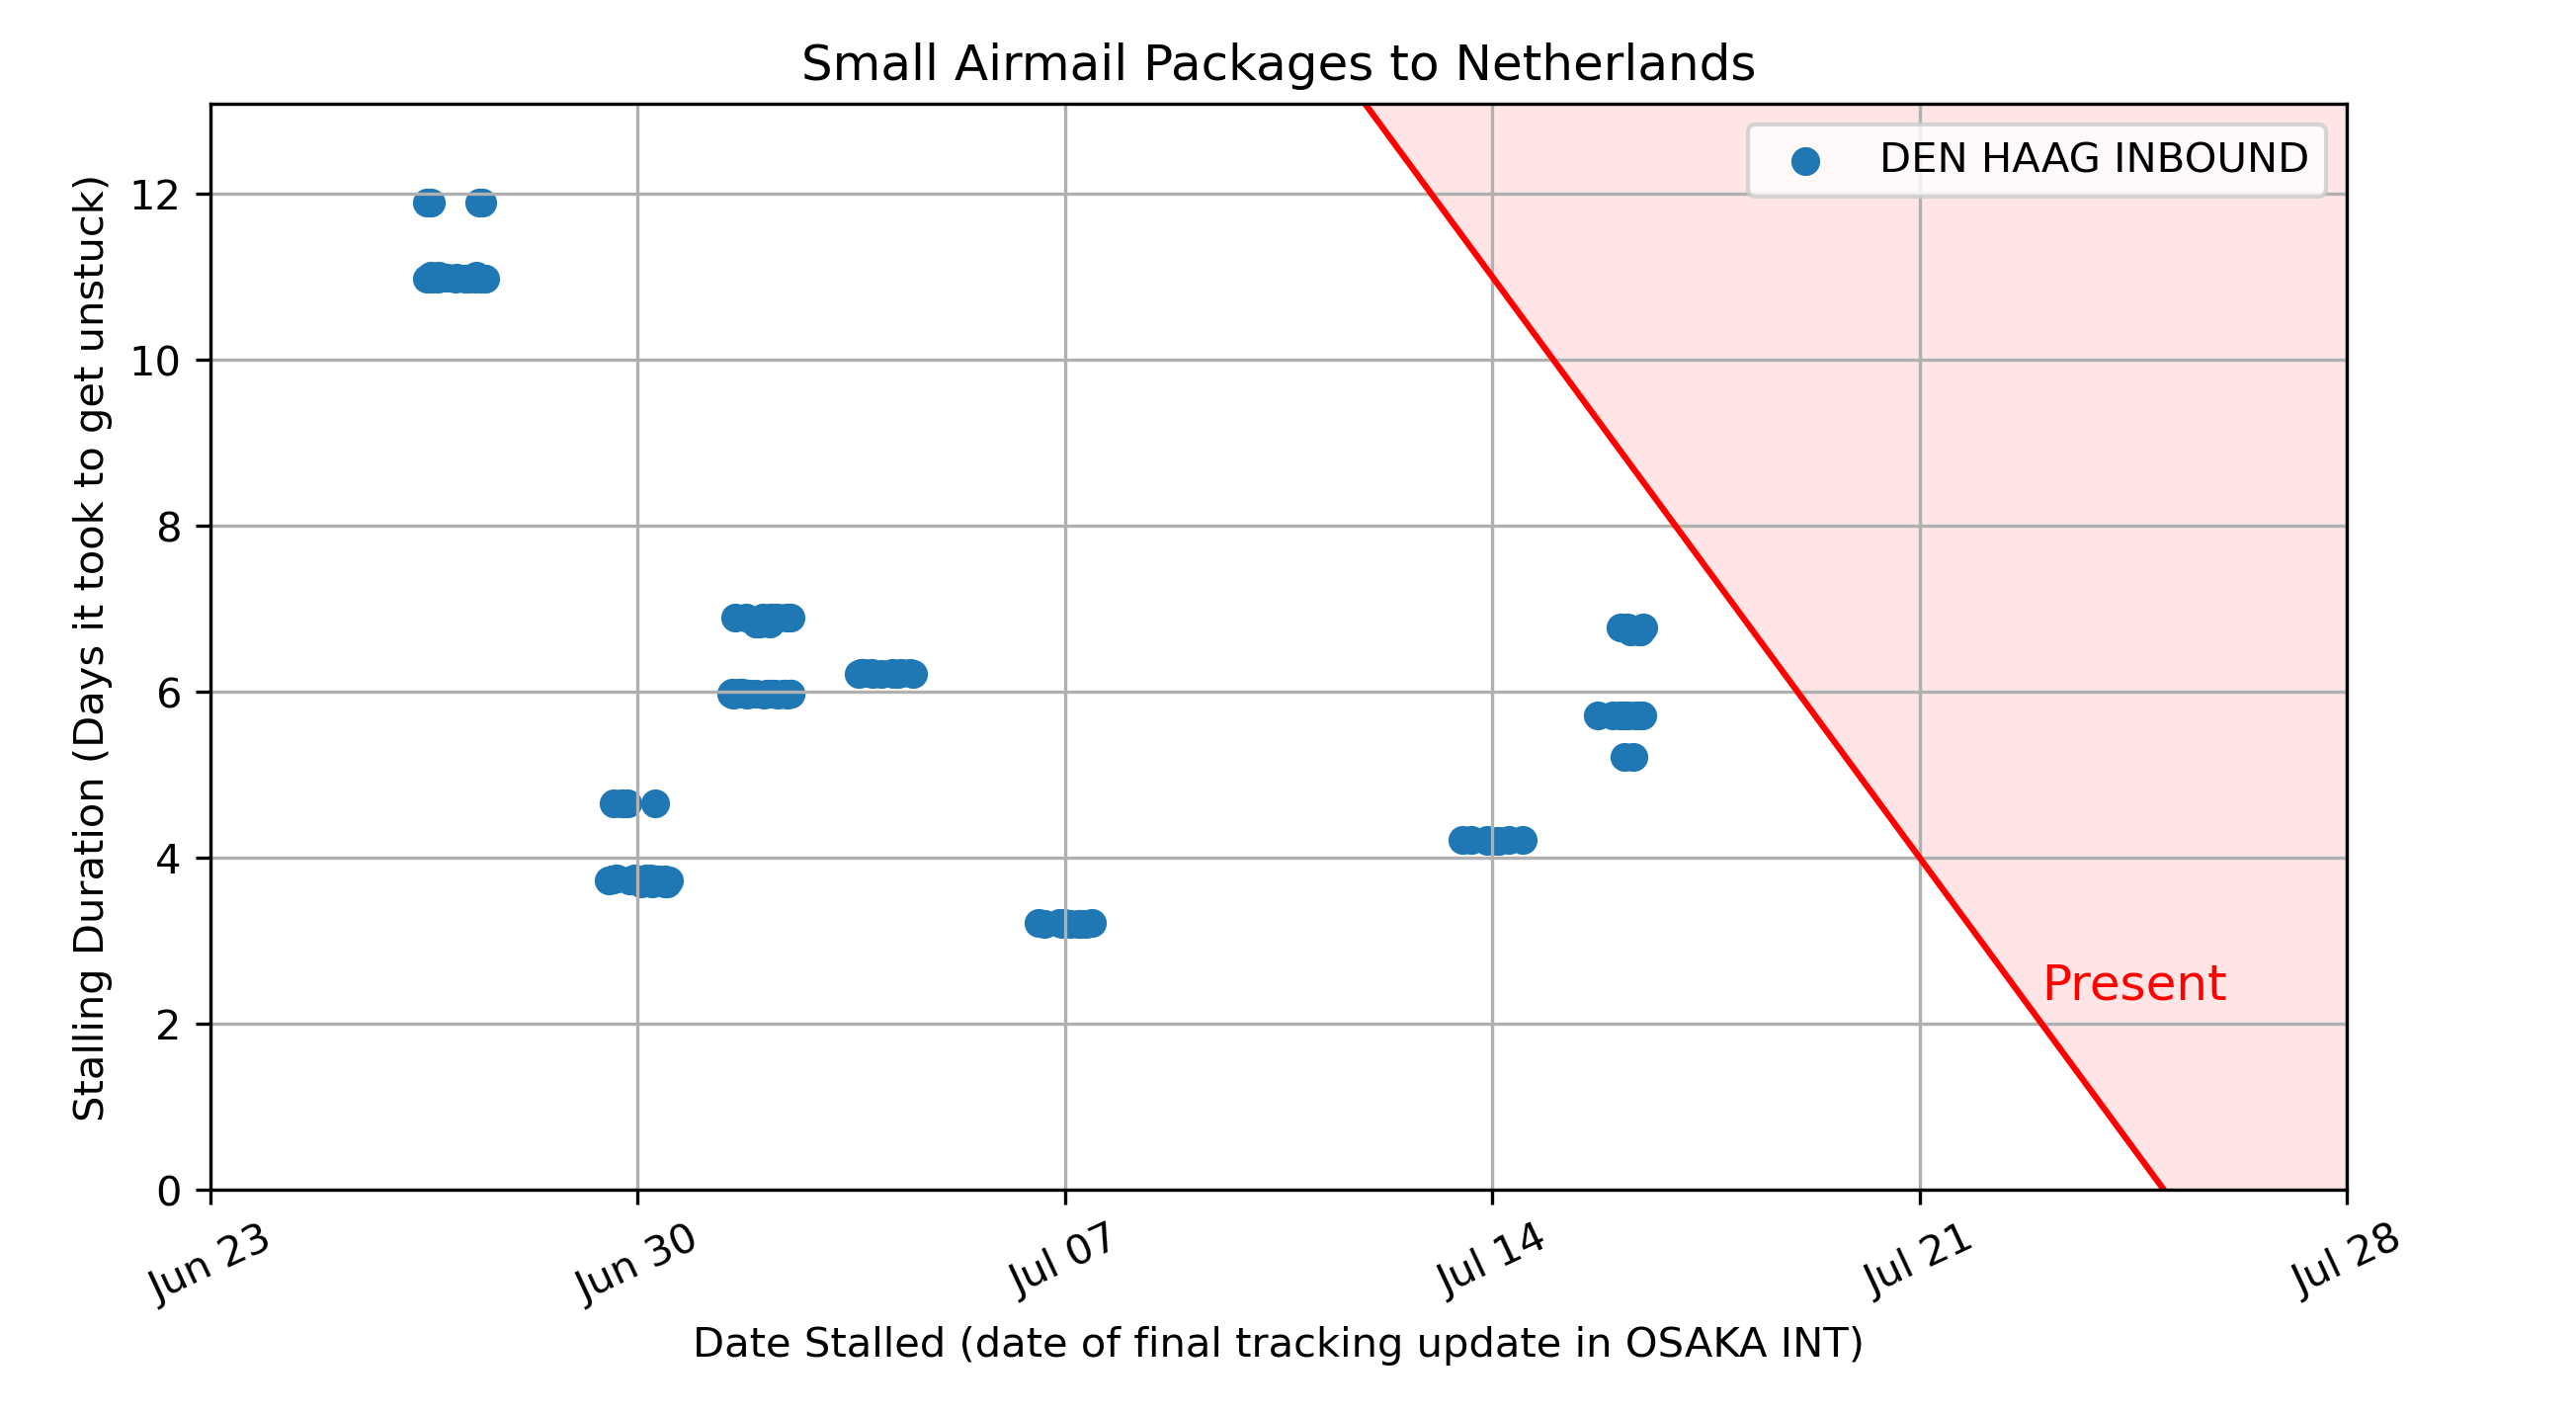 Small Airmail Packages to Netherlands
DEN HAAG INBOUND
Stalling Duration (Days it took to get unstuck)
12
10
8
6
4
2
0
Present
Jun 23
Jun 30
Jul 07
Jul 14
Jul 21
Jul 28
Date Stalled (date of final tracking update in OSAKA INT)